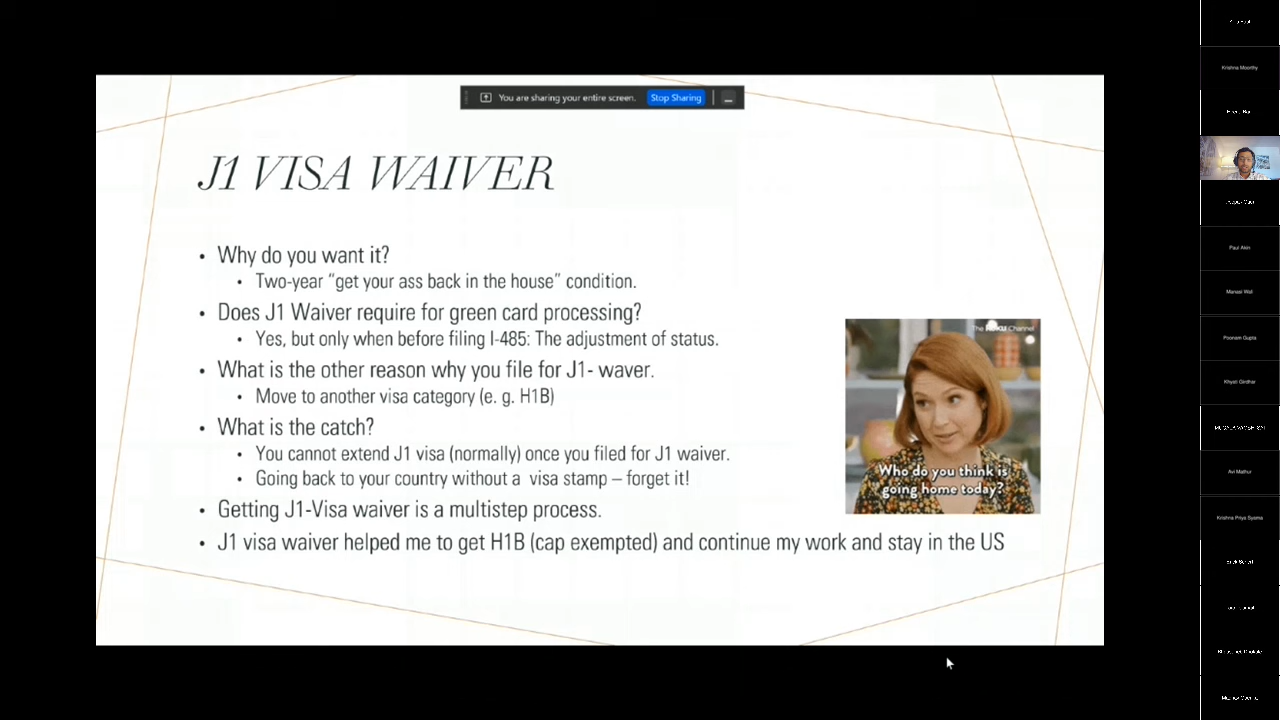 You are sharing your entire screen.
Stop Sharing
J1 VISA WAIVER
• Why do you want it?
• Two-year “get your ass back in the house” condition.
• Does J1 Waiver require for green card processing?
• Yes, but only when before filing I-485: The adjustment of status.
• What is the other reason why you file for J1- waver.
• Move to another visa category (e. g. H1B)
• What is the catch?
• You cannot extend J1 visa (normally) once you filed for J1 waiver.
• Going back to your country without a visa stamp – forget it!
• Getting J1-Visa waiver is a multistep process.
• J1 visa waiver helped me to get H1B (cap exempted) and continue my work and stay in the US
The Roku Channel
Who do you think is
going home today?
Krishna Moorthy
Paul Akin
Manasi Wali
Poonam Gupta
Khyati Girdhar
Avi Mathur
Krishna Priya Syama